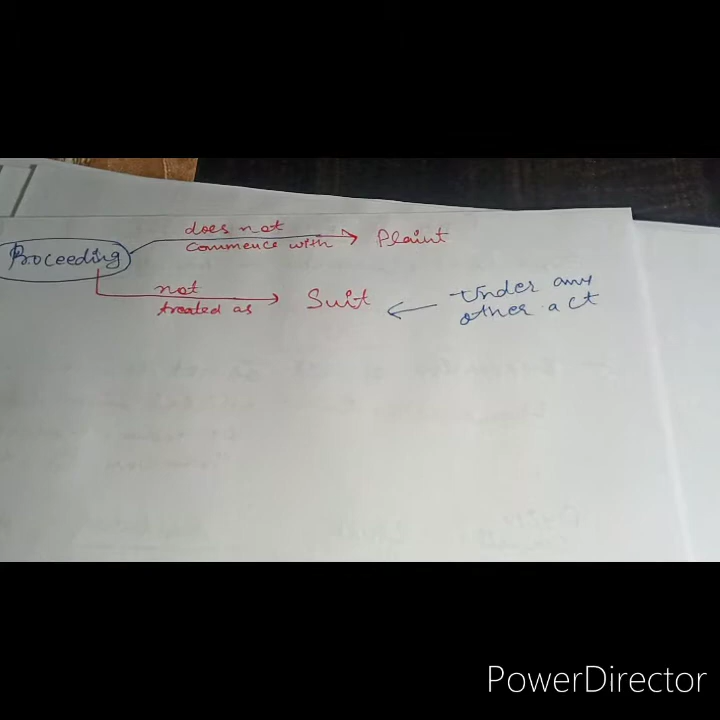 does not
commence with
Plaint
Proceeding
not
treated as
Suit
Under any
other act
PowerDirector